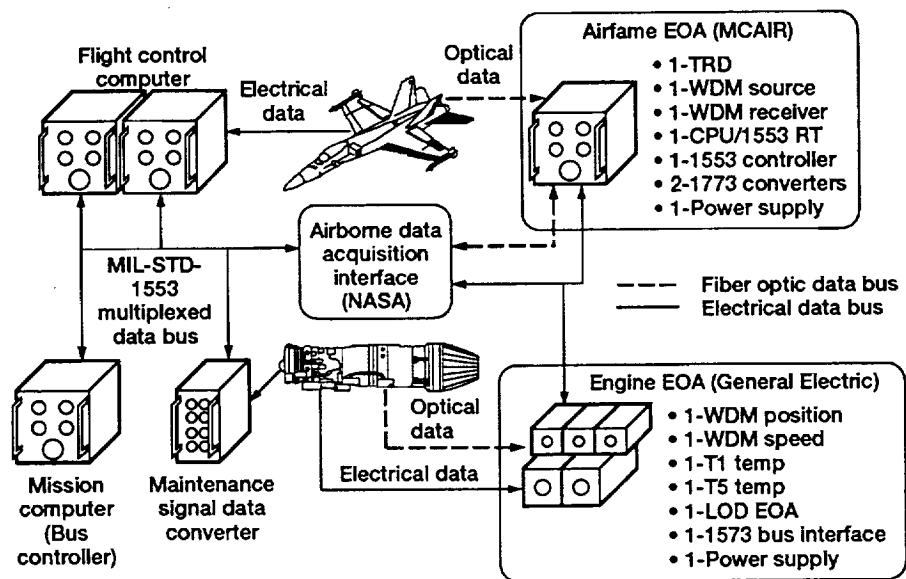 Flight control
computer
Electrical
data
Optical
data
Airfame EOA (MCAIR)
• 1-TRD
• 1-WDM source
• 1-WDM receiver
• 1-CPU/1553 RT
• 1-1553 controller
• 2-1773 converters
• 1-Power supply
MIL-STD-
1553
multiplexed
data bus
Airborne data
acquisition
interface
(NASA)
Fiber optic data bus
Electrical data bus
Mission
computer
(Bus
controller)
Maintenance
signal data
converter
Optical
data
Electrical data
Engine EOA (General Electric)
• 1-WDM position
• 1-WDM speed
• 1-T1 temp
• 1-T5 temp
• 1-LOD EOA
• 1-1573 bus interface
• 1-Power supply